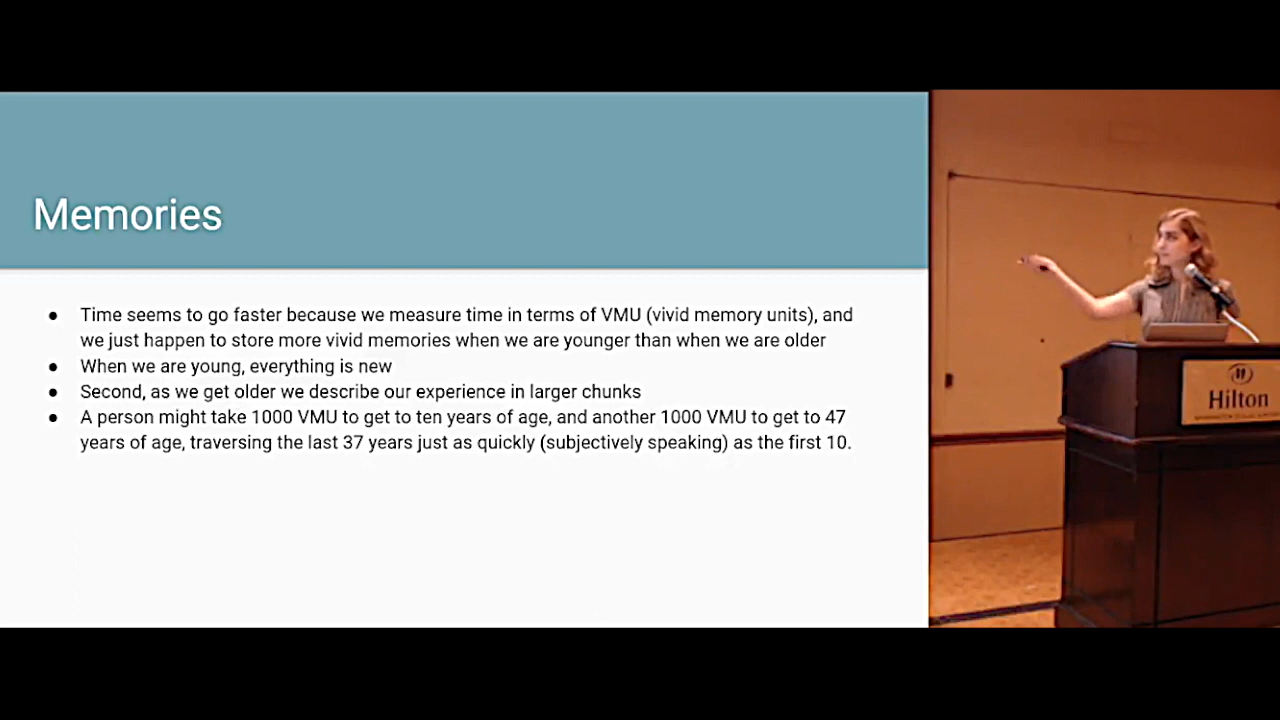 Memories
● Time seems to go faster because we measure time in terms of VMU (vivid memory units), and
we just happen to store more vivid memories when we are younger than when we are older
● When we are young, everything is new
● Second, as we get older we describe our experience in larger chunks
● A person might take 1000 VMU to get to ten years of age, and another 1000 VMU to get to 47
years of age, traversing the last 37 years just as quickly (subjectively speaking) as the first 10.
Hilton